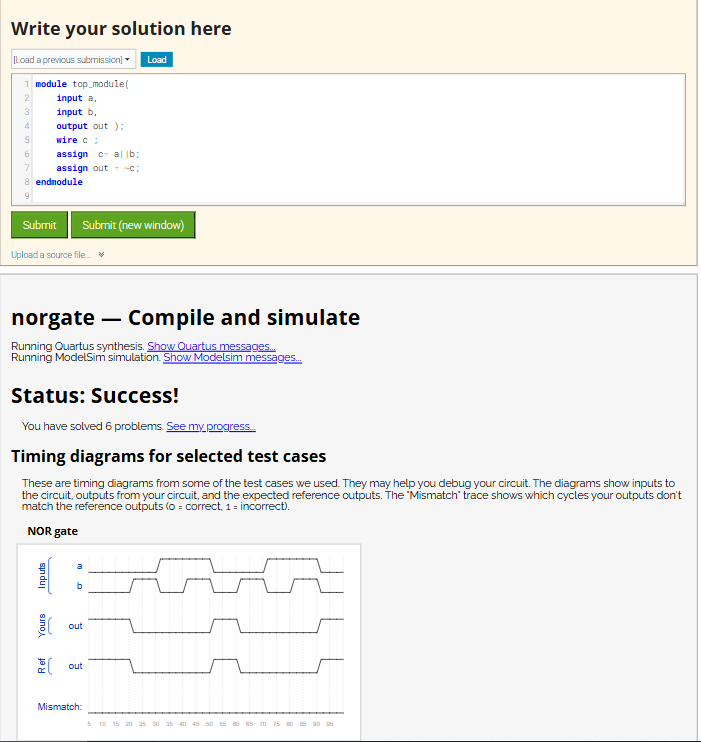 Write your solution here
[Load a previous submission] Load
1 module top_module(
2 input a,
3 input b,
4 output out );
5 wire c ;
6 assign c= a||b;
7 assign out = ~c;
8 endmodule
9
Submit Submit (new window)
Upload a source file...
norgate — Compile and simulate
Running Quartus synthesis. Show Quartus messages...
Running ModelSim simulation. Show Modelsim messages...
Status: Success!
You have solved 6 problems. See my progress...
Timing diagrams for selected test cases
These are timing diagrams from some of the test cases we used. They may help you debug your circuit. The diagrams show inputs to
the circuit, outputs from your circuit, and the expected reference outputs. The "Mismatch" trace shows which cycles your outputs don't
match the reference outputs (0 = correct, 1 = incorrect).
NOR gate
Inputs
a
b
Yours
out
Ref
out
Mismatch:
5 10 15 20 25 30 35 40 45 50 55 60 65 70 75 80 85 90 95